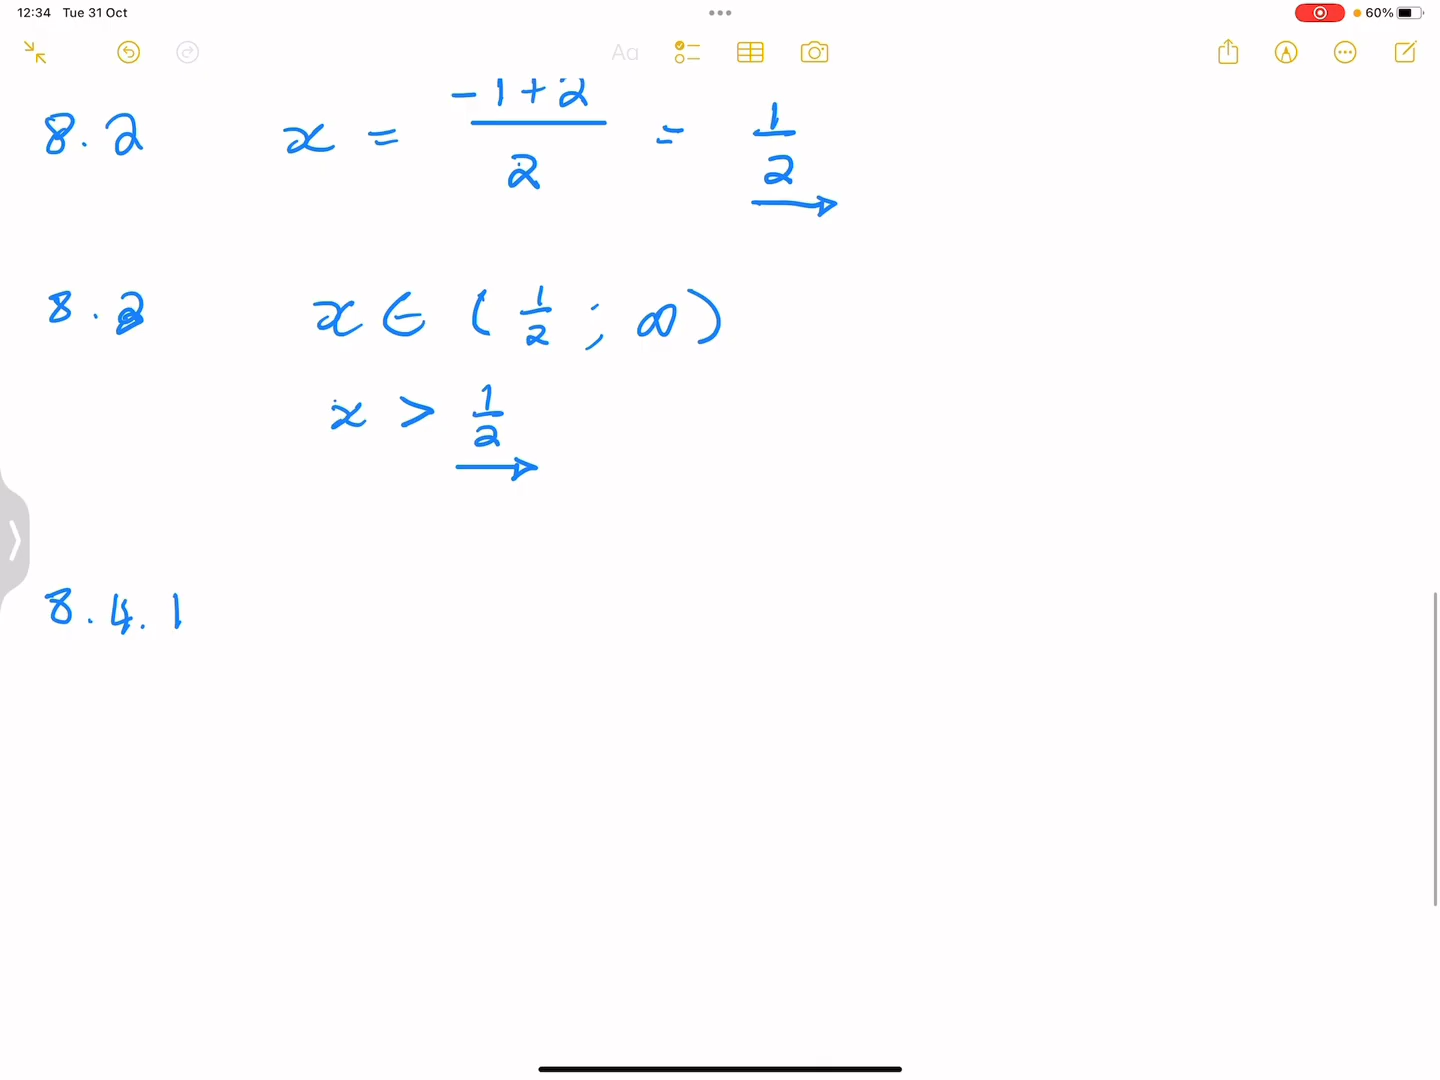 12:34 Tue 31 Oct
60%
Aa
8.2 x = -1+2/2 = 1/2
8.2 x ∈ (1/2 ; ∞)
x > 1/2
8.4.1